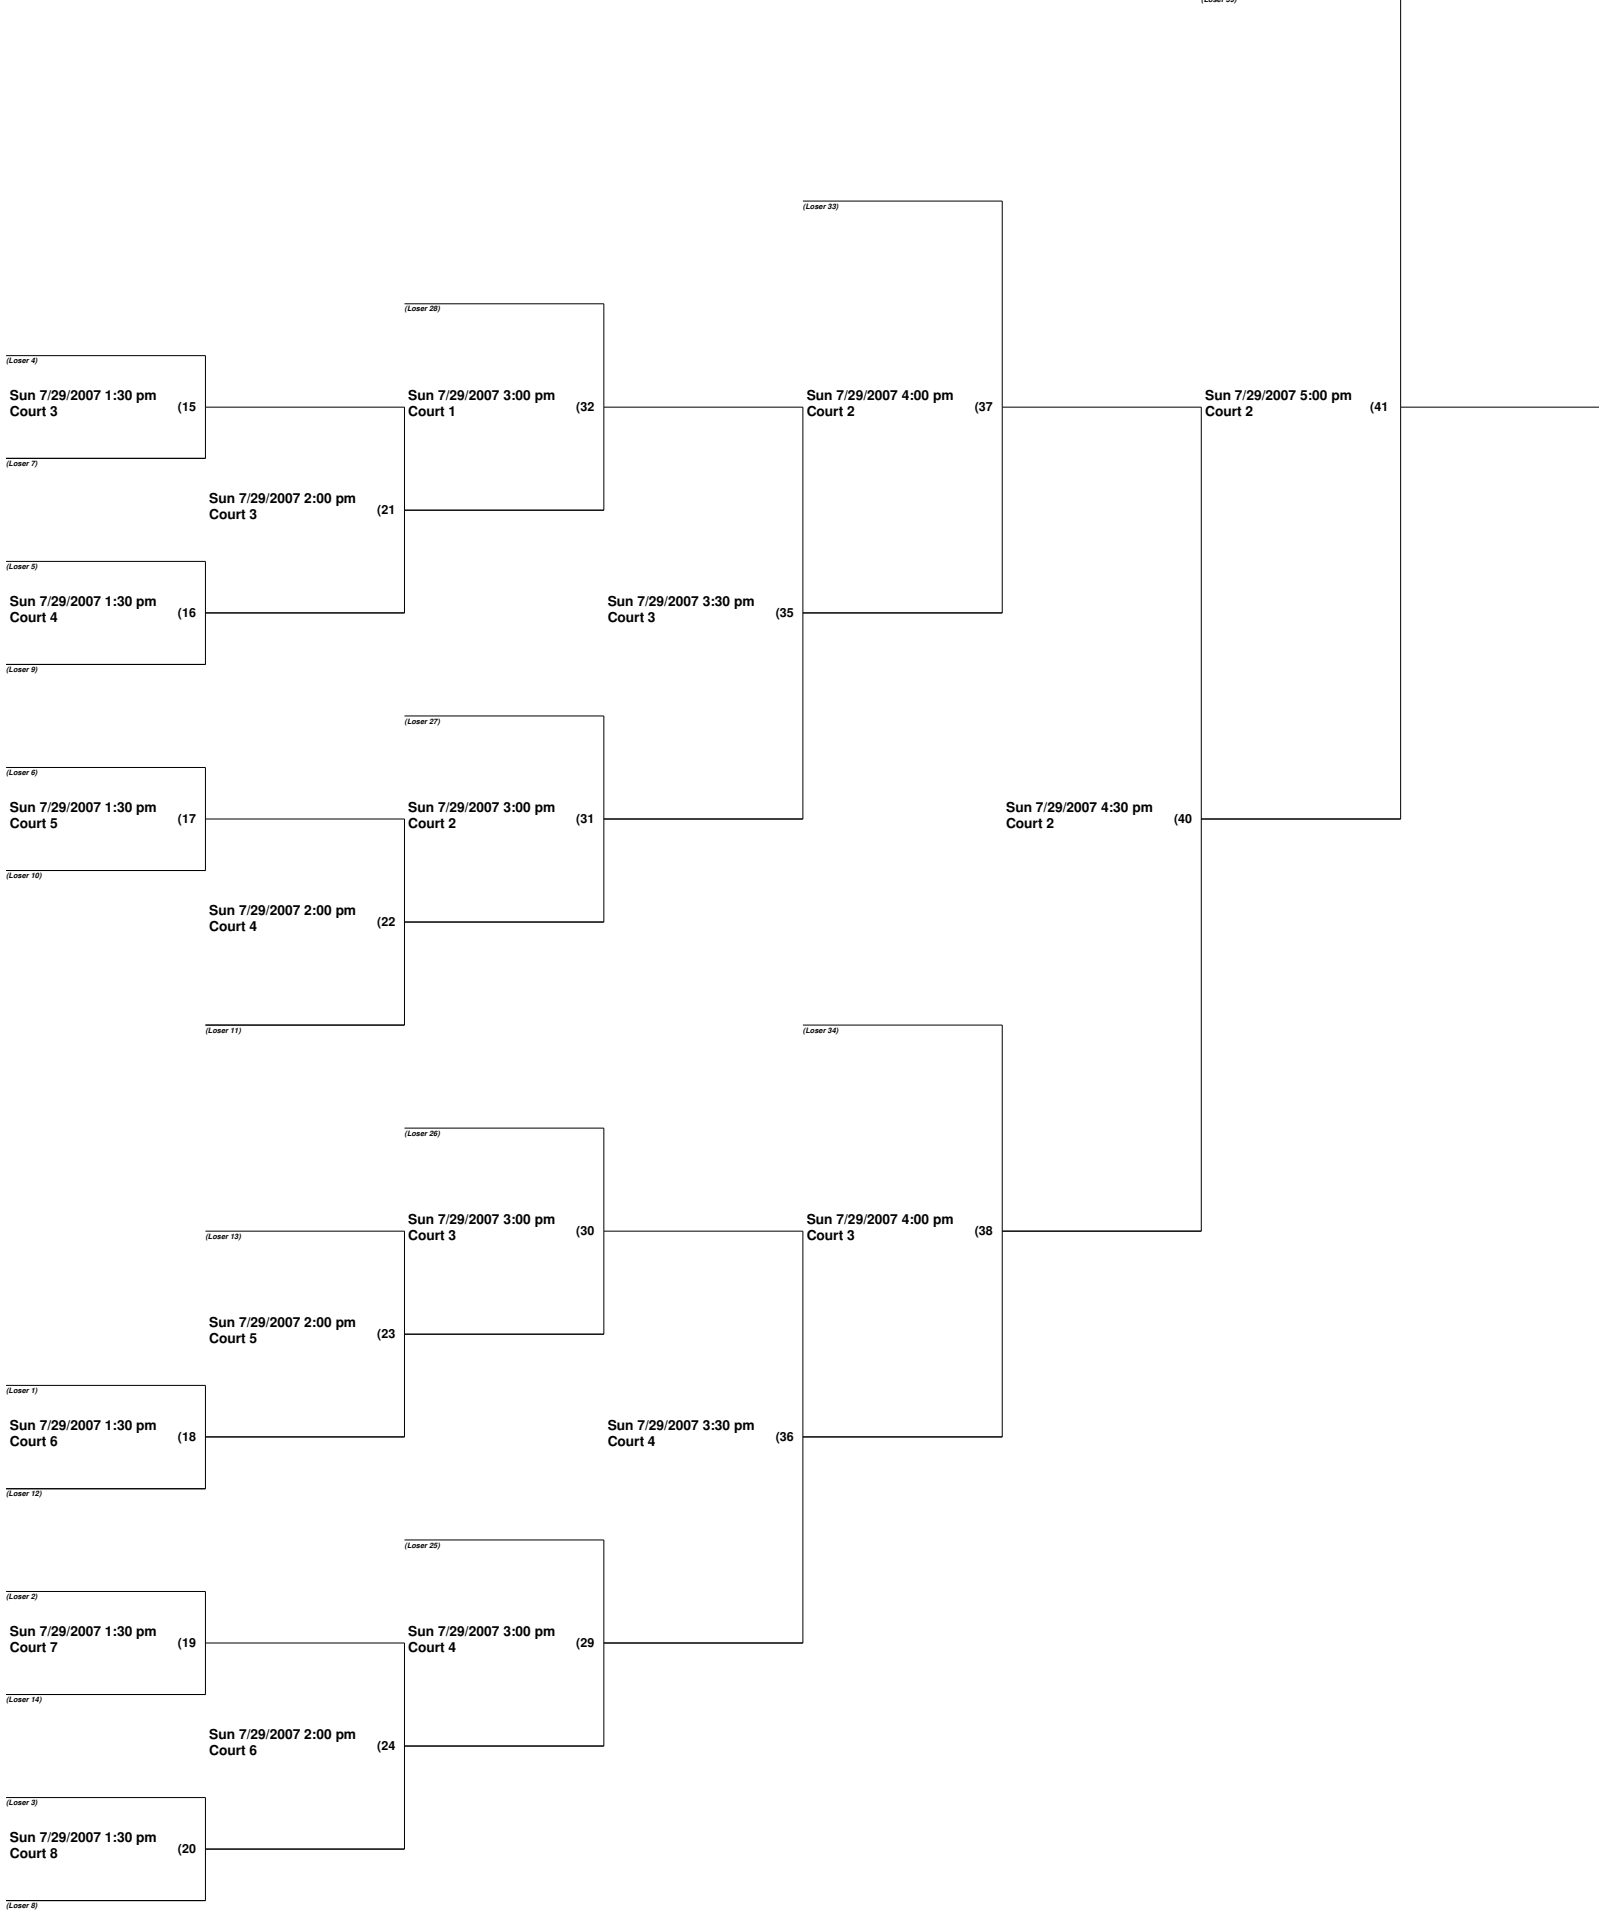 (Loser 33)
(Loser 28)
(Loser 4)
Sun 7/29/2007 1:30 pm
Court 3
(15
Sun 7/29/2007 3:00 pm
Court 1
(32
Sun 7/29/2007 4:00 pm
Court 2
(37
Sun 7/29/2007 5:00 pm
Court 2
(41
(Loser 7)
Sun 7/29/2007 2:00 pm
Court 3
(21
(Loser 5)
Sun 7/29/2007 1:30 pm
Court 4
(16
Sun 7/29/2007 3:30 pm
Court 3
(35
(Loser 9)
(Loser 27)
(Loser 6)
Sun 7/29/2007 1:30 pm
Court 5
(17
Sun 7/29/2007 3:00 pm
Court 2
(31
Sun 7/29/2007 4:30 pm
Court 2
(40
(Loser 10)
Sun 7/29/2007 2:00 pm
Court 4
(22
(Loser 11)
(Loser 34)
(Loser 26)
(Loser 13)
Sun 7/29/2007 3:00 pm
Court 3
(30
Sun 7/29/2007 4:00 pm
Court 3
(38
Sun 7/29/2007 2:00 pm
Court 5
(23
(Loser 1)
Sun 7/29/2007 1:30 pm
Court 6
(18
Sun 7/29/2007 3:30 pm
Court 4
(36
(Loser 12)
(Loser 25)
(Loser 2)
Sun 7/29/2007 1:30 pm
Court 7
(19
Sun 7/29/2007 3:00 pm
Court 4
(29
(Loser 14)
Sun 7/29/2007 2:00 pm
Court 6
(24
(Loser 3)
Sun 7/29/2007 1:30 pm
Court 8
(20
(Loser 8)